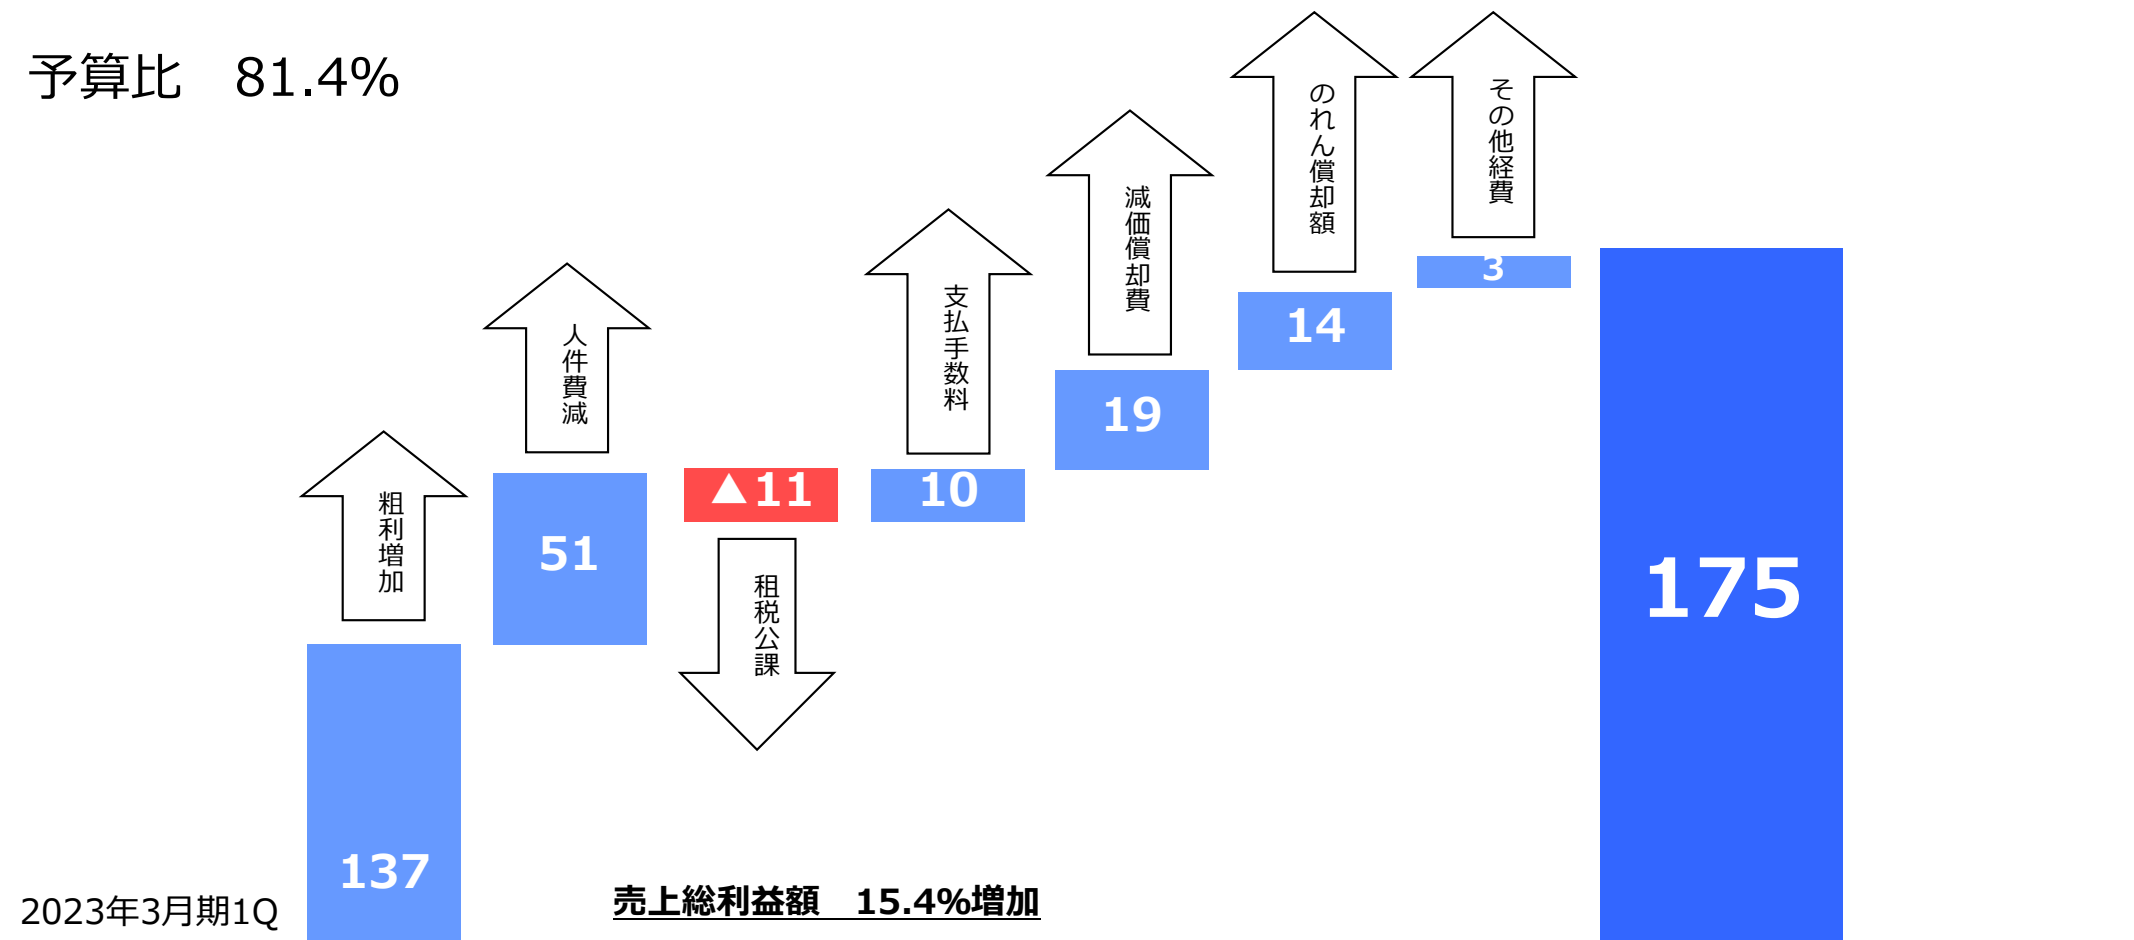 予算比　81.4%
粗利増加
人件費減
租税公課
支払手数料
減価償却費
のれん償却額
その他経費
137
51
▲11
10
19
14
3
175
2023年3月期1Q
売上総利益額　15.4%増加